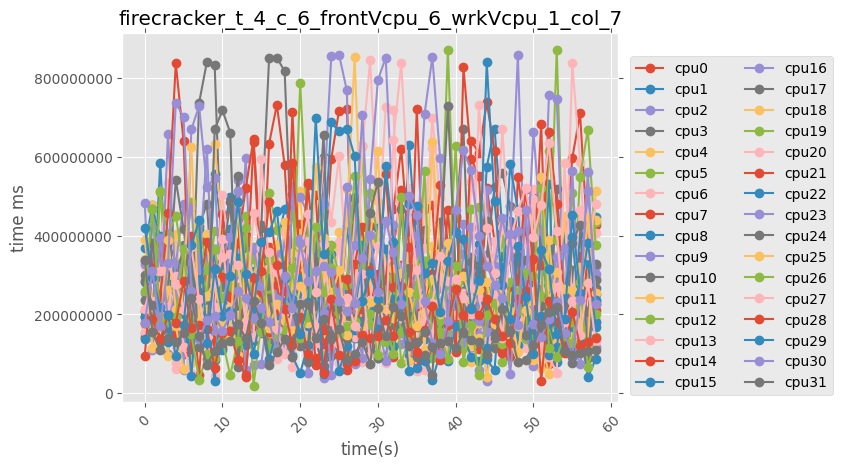 firecracker_t_4_c_6_frontVcpu_6_wrkVcpu_1_col_7
time ms
800000000
600000000
400000000
200000000
0
0
10
20
30
40
50
60
time(s)
cpu0
cpu1
cpu2
cpu3
cpu4
cpu5
cpu6
cpu7
cpu8
cpu9
cpu10
cpu11
cpu12
cpu13
cpu14
cpu15
cpu16
cpu17
cpu18
cpu19
cpu20
cpu21
cpu22
cpu23
cpu24
cpu25
cpu26
cpu27
cpu28
cpu29
cpu30
cpu31